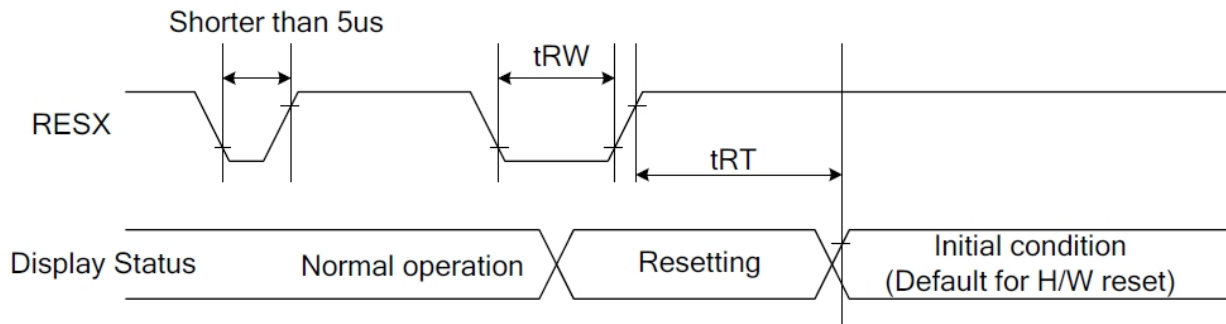 Shorter than 5us
tRW
RESX
tRT
Display Status
Normal operation
Resetting
Initial condition
(Default for H/W reset)